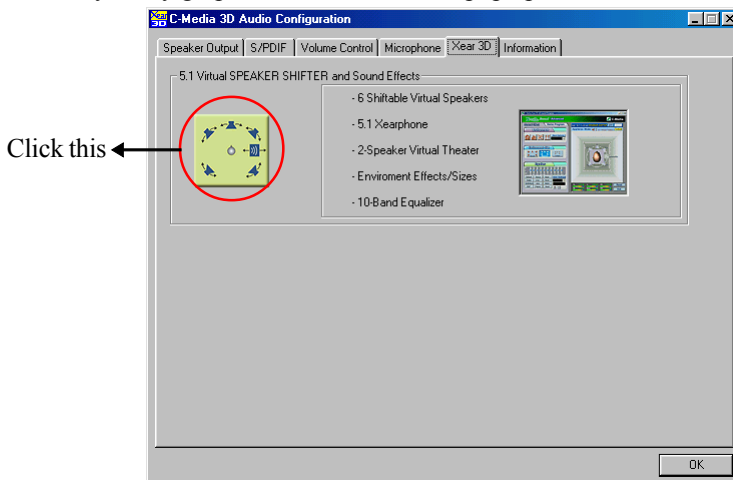 C-Media 3D Audio Configuration
Speaker Output S/PDIF Volume Control Microphone Xear 3D Information
5.1 Virtual SPEAKER SHIFTER and Sound Effects
- 6 Shiftable Virtual Speakers
- 5.1 Xearphone
Click this
- 2-Speaker Virtual Theater
- Enviroment Effects/Sizes
- 10-Band Equalizer
OK